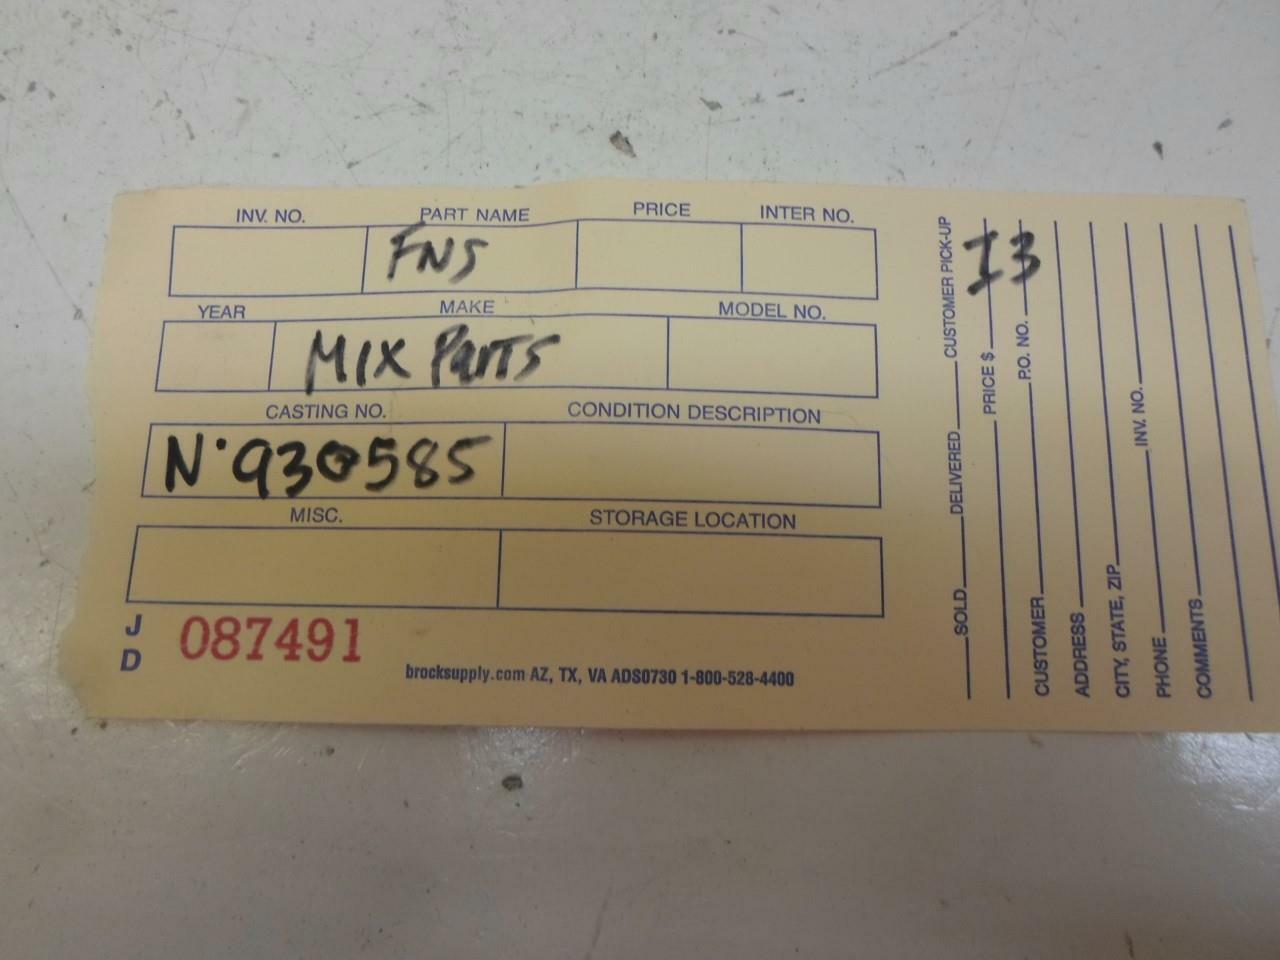 INV. NO. PART NAME PRICE INTER NO.
FNS
YEAR MAKE MODEL NO.
MIX PARTS
CASTING NO. CONDITION DESCRIPTION
N·930585
MISC. STORAGE LOCATION
J
D
087491
brocksupply.com AZ, TX, VA ADS0730 1-800-528-4400
I3
SOLD DELIVERED CUSTOMER PICK-UP
PRICE $
CUSTOMER P.O. NO.
ADDRESS
CITY, STATE, ZIP
PHONE INV. NO.
COMMENTS